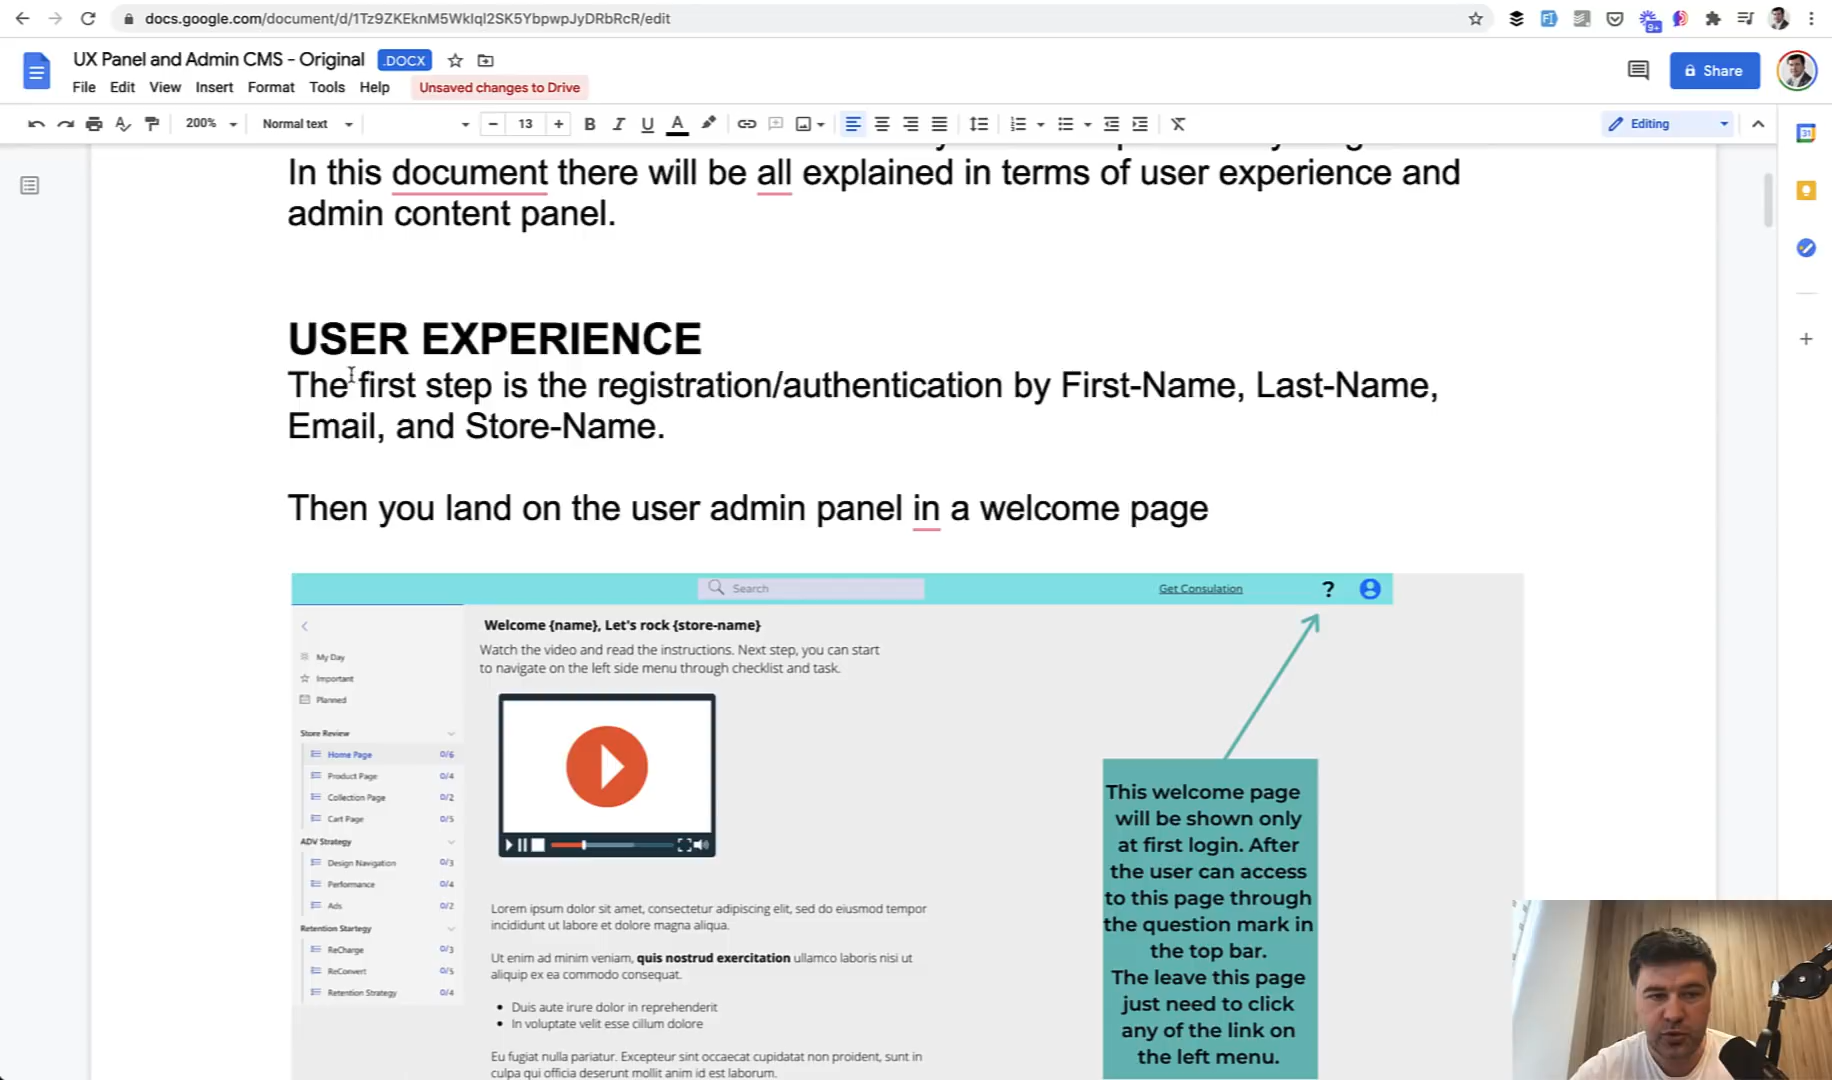 docs.google.com/document/d/1Tz9ZKEknM5WkIql2SK5YbpwpJyDRbRcR/edit
9+
UX Panel and Admin CMS - Original .DOCX
Share
File Edit View Insert Format Tools Help Unsaved changes to Drive
200% Normal text 13 B I U A Editing
31
In this document there will be all explained in terms of user experience and
admin content panel.
USER EXPERIENCE
The first step is the registration/authentication by First-Name, Last-Name,
Email, and Store-Name.
Then you land on the user admin panel in a welcome page
Search
Get Consulation
?
My Day
Important
Planned
Store Review
Home Page 0/6
Product Page 0/4
Collection Page 0/2
Cart Page 0/5
ADV Strategy
Design Navigation 0/3
Performance 0/4
Ads 0/2
Retention Startegy
ReCharge 0/3
ReConvert 0/5
Retention Strategy 0/4
Welcome {name}, Let's rock {store-name}
Watch the video and read the instructions. Next step, you can start
to navigate on the left side menu through checklist and task.
Lorem ipsum dolor sit amet, consectetur adipiscing elit, sed do eiusmod tempor
incididunt ut labore et dolore magna aliqua.
Ut enim ad minim veniam, quis nostrud exercitation ullamco laboris nisi ut
aliquip ex ea commodo consequat.
• Duis aute irure dolor in reprehenderit
• In voluptate velit esse cillum dolore
Eu fugiat nulla pariatur. Excepteur sint occaecat cupidatat non proident, sunt in
culpa qui officia deserunt mollit anim id est laborum.
This welcome page
will be shown only
at first login. After
the user can access
to this page through
the question mark in
the top bar.
The leave this page
just need to click
any of the link on
the left menu.